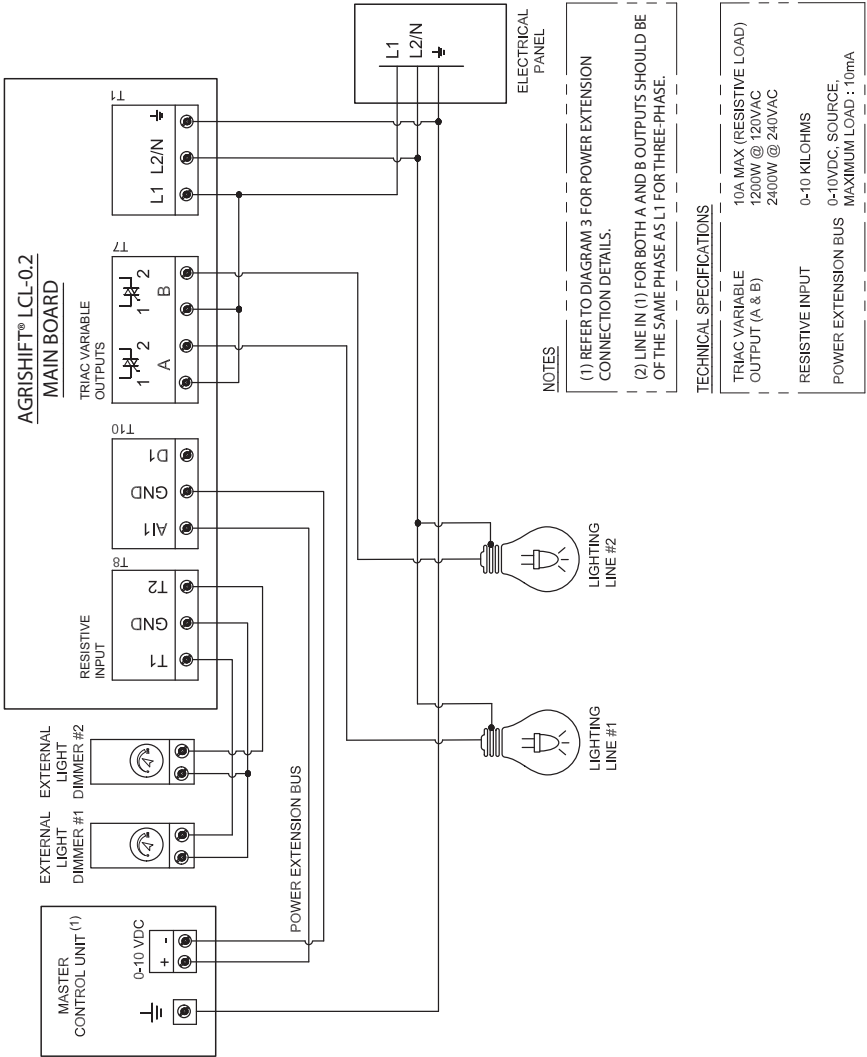 AGRISHIFT® LCL-0.2
MAIN BOARD
MASTER
CONTROL UNIT (1)
0-10 VDC
+ -
EXTERNAL
LIGHT
DIMMER #1
EXTERNAL
LIGHT
DIMMER #2
POWER EXTENSION BUS
RESISTIVE
INPUT
T8
T1 GND T2
T10
AI1 GND D1
TRIAC VARIABLE
OUTPUTS
T7
1 2 1 2
A B
T1
L1 L2/N
L1
L2/N
ELECTRICAL
PANEL
LIGHTING
LINE #1
LIGHTING
LINE #2
NOTES
(1) REFER TO DIAGRAM 3 FOR POWER EXTENSION
CONNECTION DETAILS.
(2) LINE IN (1) FOR BOTH A AND B OUTPUTS SHOULD BE
OF THE SAME PHASE AS L1 FOR THREE-PHASE.
TECHNICAL SPECIFICATIONS
TRIAC VARIABLE 10A MAX (RESISTIVE LOAD)
OUTPUT (A & B) 1200W @ 120VAC
2400W @ 240VAC
RESISTIVE INPUT 0-10 KILOHMS
POWER EXTENSION BUS 0-10VDC, SOURCE,
MAXIMUM LOAD : 10mA